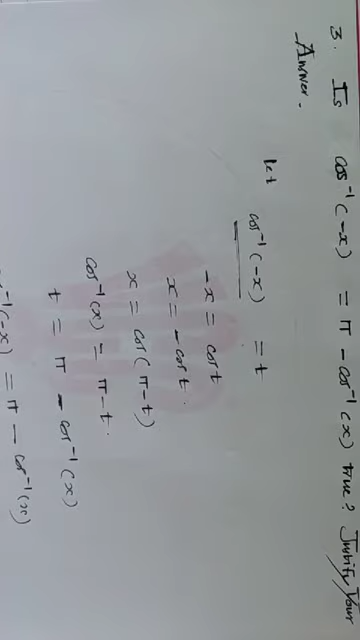 3. Is cos⁻¹(-x) = π - cos⁻¹(x) true? Justify Your
Answer.
let cos⁻¹(-x) = t
-x = cos t
x = - cos t.
x = cos(π-t)
cos⁻¹(x) = π-t.
t = π - cos⁻¹(x)
⁻¹(-x) = π - cos⁻¹(x)